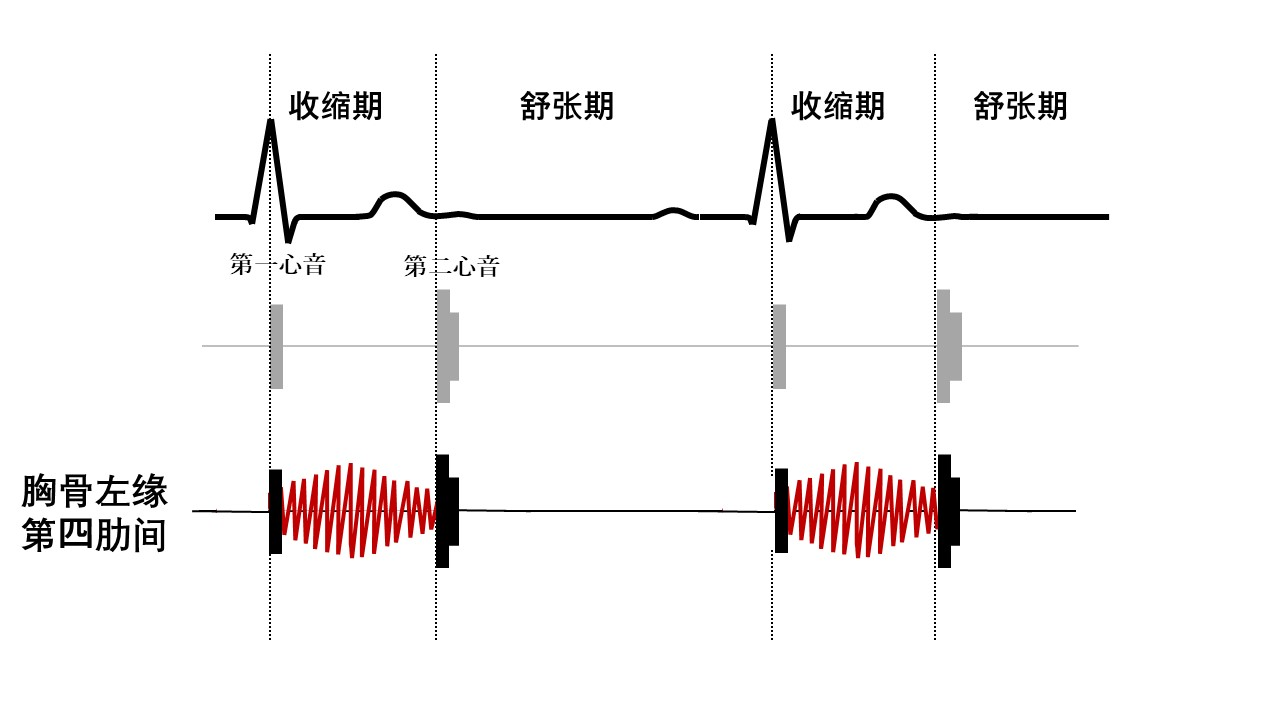 收缩期 舒张期 收缩期 舒张期
第一心音 第二心音
胸骨左缘
第四肋间